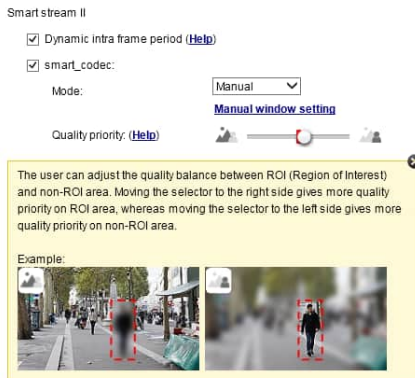 Smart stream II
Dynamic intra frame period (Help)
smart_codec:
Mode:
Manual
Manual window setting
Quality priority: (Help)
The user can adjust the quality balance between ROI (Region of Interest)
and non-ROI area. Moving the selector to the right side gives more quality
priority on ROI area, whereas moving the selector to the left side gives more
quality priority on non-ROI area.
Example: